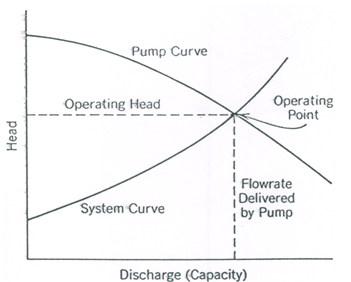 Pump Curve
Operating Head
Operating
Point
Head
System Curve
Flowrate
Delivered
by Pump
Discharge (Capacity)